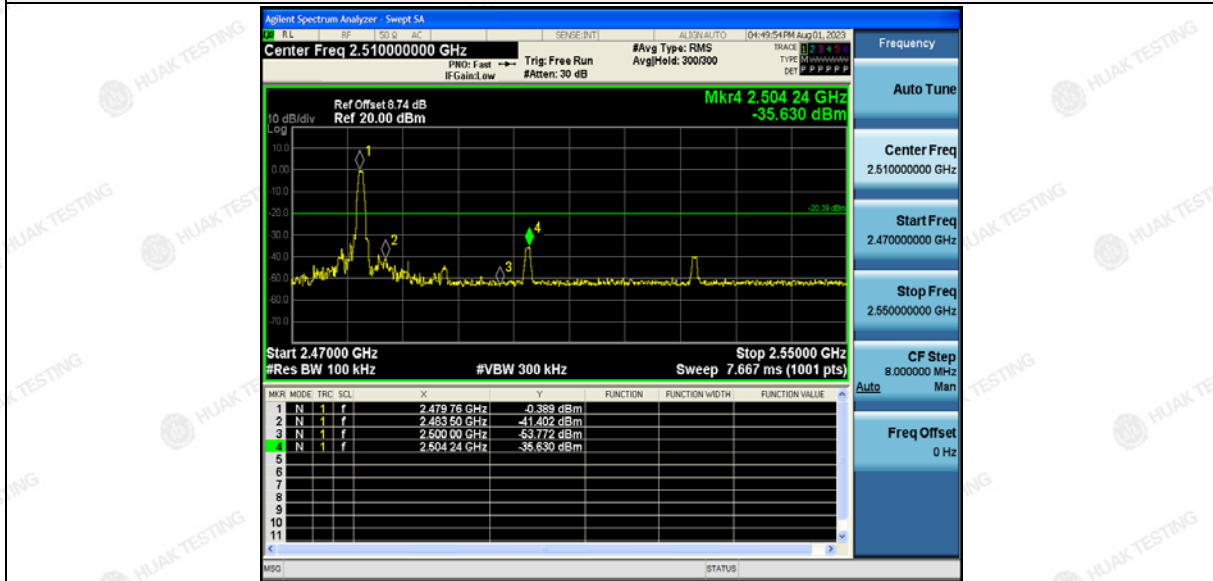 Agilent Spectrum Analyzer - Swept SA
RL RF 50 Ω AC SENSE:INT ALIGN AUTO 04:49:54 PM Aug 01, 2023
Center Freq 2.510000000 GHz #Avg Type: RMS TRACE 1 2 3 4 5 6
PNO: Fast Trig: Free Run Avg|Hold: 300/300 TYPE M
IFGain:Low #Atten: 30 dB DET P P P P P P
Mkr4 2.504 24 GHz
-35.630 dBm
Ref Offset 8.74 dB
10 dB/div Ref 20.00 dBm
Log
10.0
0.00
-10.0
-20.0
-30.0
-40.0
-50.0
-60.0
-70.0
1
2
3
4
-20.39 dBm
Start 2.47000 GHz Stop 2.55000 GHz
#Res BW 100 kHz #VBW 300 kHz Sweep 7.667 ms (1001 pts)
MKR MODE TRC SCL X Y FUNCTION FUNCTION WIDTH FUNCTION VALUE
1 N 1 f 2.479 76 GHz -0.389 dBm
2 N 1 f 2.483 50 GHz -41.402 dBm
3 N 1 f 2.500 00 GHz -53.772 dBm
4 N 1 f 2.504 24 GHz -35.630 dBm
5
6
7
8
9
10
11
MSG STATUS
Frequency
Auto Tune
Center Freq
2.510000000 GHz
Start Freq
2.470000000 GHz
Stop Freq
2.550000000 GHz
CF Step
8.000000 MHz
Auto Man
Freq Offset
0 Hz
HUAK TESTING
HUAK TESTING
HUAK TESTING
HUAK TESTING
HUAK TESTING
HUAK TESTING